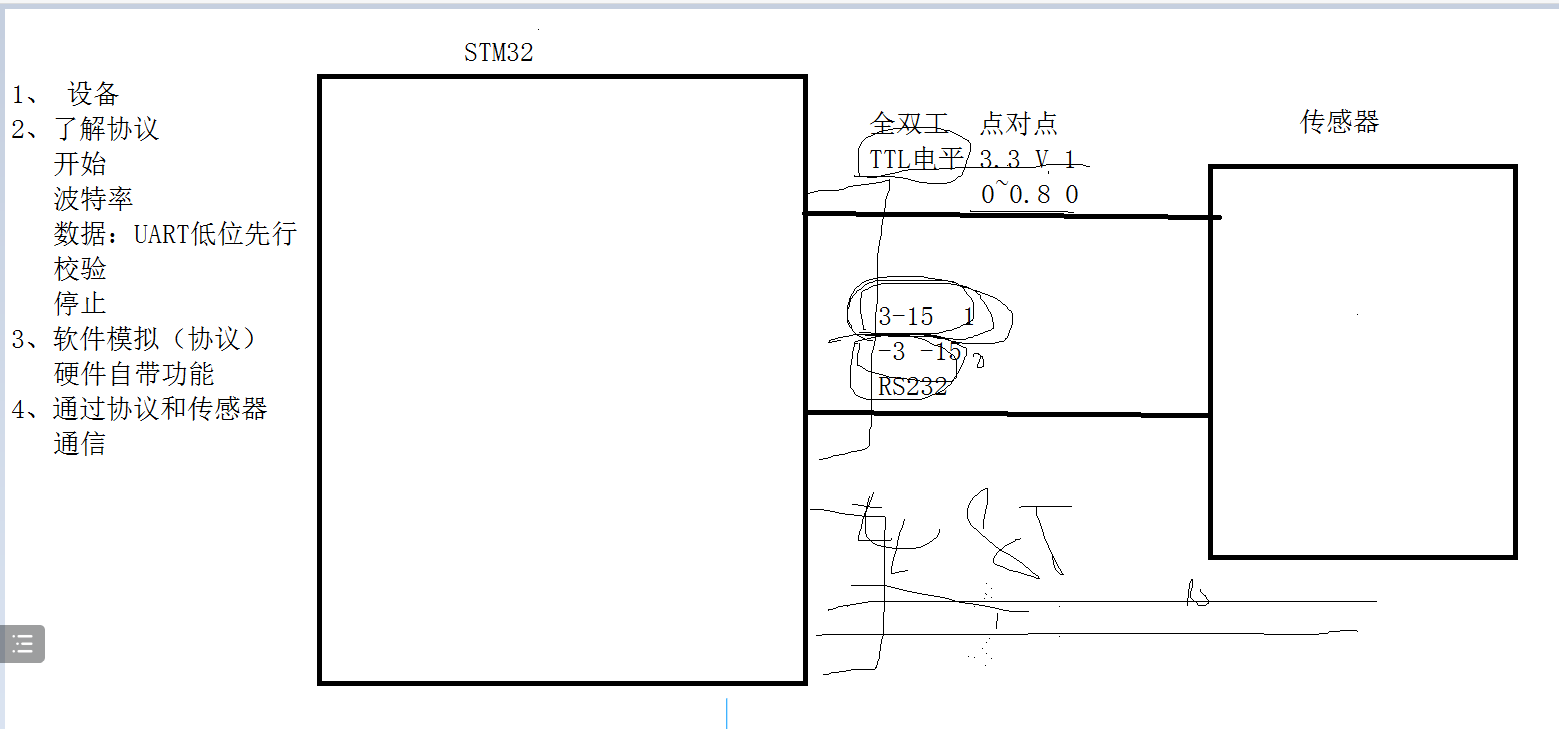 STM32
1、 设备
2、了解协议
开始
波特率
数据：UART低位先行
校验
停止
3、软件模拟（协议）
硬件自带功能
4、通过协议和传感器
通信
全双工 点对点
TTL电平 3.3 V 1
0~0.8 0
3-15 1
-3 -15
RS232
传感器